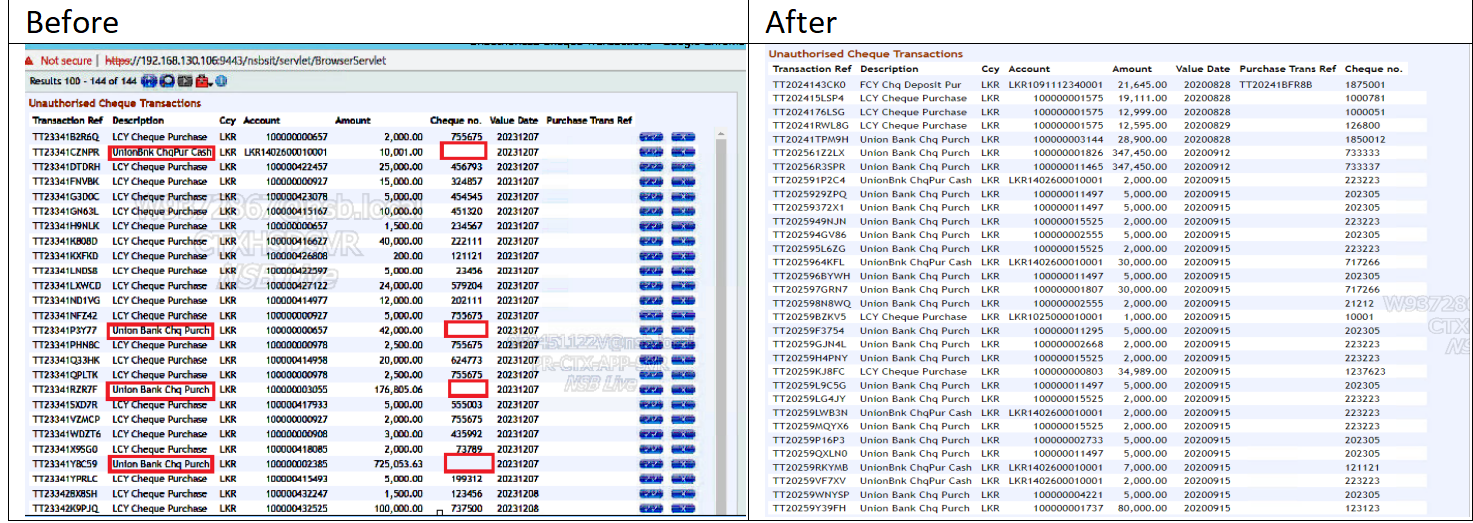 Before
After
Not secure | https://192.168.130.106:9443/nsbsit/servlet/BrowserServlet
Results 100 - 144 of 144
Unauthorised Cheque Transactions
Transaction Ref Description Ccy Account Amount Cheque no. Value Date Purchase Trans Ref
TT23341B2R6Q LCY Cheque Purchase LKR 100000000657 2,000.00 755675 20231207
TT23341CZNPR UnionBnk ChqPur Cash LKR LKR1402600010001 10,001.00 20231207
TT23341DTDRH LCY Cheque Purchase LKR 100000422457 25,000.00 456793 20231207
TT23341FNVBK LCY Cheque Purchase LKR 100000000927 15,000.00 324857 20231207
TT23341G3D0C LCY Cheque Purchase LKR 100000423078 5,000.00 454545 20231207
TT23341GN63L LCY Cheque Purchase LKR 100000415167 10,000.00 451320 20231207
TT23341H9NLK LCY Cheque Purchase LKR 100000000657 1,500.00 234567 20231207
TT23341KB08D LCY Cheque Purchase LKR 100000416627 40,000.00 222111 20231207
TT23341KXFKD LCY Cheque Purchase LKR 100000426808 200.00 121121 20231207
TT23341LNDS8 LCY Cheque Purchase LKR 100000422597 5,000.00 23456 20231207
TT23341LXWCD LCY Cheque Purchase LKR 100000427122 24,000.00 579204 20231207
TT23341ND1VG LCY Cheque Purchase LKR 100000414977 12,000.00 202111 20231207
TT23341NFZ42 LCY Cheque Purchase LKR 100000000927 5,000.00 755675 20231207
TT23341P3Y77 Union Bank Chq Purch LKR 100000000657 42,000.00 20231207
TT23341PHN8C LCY Cheque Purchase LKR 100000000978 2,500.00 755675 20231207
TT23341Q33HK LCY Cheque Purchase LKR 100000414958 20,000.00 624773 20231207
TT23341QPLTK LCY Cheque Purchase LKR 100000000978 2,500.00 755675 20231207
TT23341RZR7F Union Bank Chq Purch LKR 100000003055 176,805.06 20231207
TT23341SXD7R LCY Cheque Purchase LKR 100000417933 5,000.00 555003 20231207
TT23341VZMCP LCY Cheque Purchase LKR 100000000927 2,000.00 755675 20231207
TT23341WDZT6 LCY Cheque Purchase LKR 100000000908 3,000.00 435992 20231207
TT23341X95G0 LCY Cheque Purchase LKR 100000418085 2,000.00 73789 20231207
TT23341YBC59 Union Bank Chq Purch LKR 100000002385 725,053.63 20231207
TT23341YPRLC LCY Cheque Purchase LKR 100000415493 5,000.00 199312 20231207
TT23342BX8SH LCY Cheque Purchase LKR 100000432247 1,500.00 123456 20231208
TT23342K9PJQ LCY Cheque Purchase LKR 100000432525 100,000.00 737500 20231208
CTXHSDSVR
NSB Live
NSB Live
Unauthorised Cheque Transactions
Transaction Ref Description Ccy Account Amount Value Date Purchase Trans Ref Cheque no.
TT2024143CK0 FCY Chq Deposit Pur LKR LKR1091112340001 21,645.00 20200828 TT20241BFR8B 1875001
TT202415LSP4 LCY Cheque Purchase LKR 100000001575 19,111.00 20200828 1000781
TT2024176LSG LCY Cheque Purchase LKR 100000001575 12,999.00 20200828 1000051
TT20241RWL8G LCY Cheque Purchase LKR 100000001575 12,595.00 20200829 126800
TT20241TPM9H Union Bank Chq Purch LKR 100000003144 28,900.00 20200828 1850012
TT202561Z2LX Union Bank Chq Purch LKR 100000001826 347,450.00 20200912 733333
TT20256R3SPR Union Bank Chq Purch LKR 100000011465 347,450.00 20200912 733337
TT202591P2C4 UnionBnk ChqPur Cash LKR LKR1402600010001 2,000.00 20200915 223223
TT2025929ZPQ Union Bank Chq Purch LKR 100000011497 5,000.00 20200915 202305
TT20259372X1 Union Bank Chq Purch LKR 100000011497 5,000.00 20200915 202305
TT2025949NJN Union Bank Chq Purch LKR 100000015525 2,000.00 20200915 223223
TT202594GV86 Union Bank Chq Purch LKR 100000002555 5,000.00 20200915 202305
TT202595L6ZG Union Bank Chq Purch LKR 100000015525 2,000.00 20200915 223223
TT2025964KFL UnionBnk ChqPur Cash LKR LKR1402600010001 30,000.00 20200915 717266
TT202596BYWH Union Bank Chq Purch LKR 100000011497 5,000.00 20200915 202305
TT202597GRN7 Union Bank Chq Purch LKR 100000001807 30,000.00 20200915 717266
TT202598N8WQ Union Bank Chq Purch LKR 100000002555 2,000.00 20200915 21212
TT20259BZKV5 LCY Cheque Purchase LKR LKR102500010001 1,000.00 20200915 10001
TT20259F3754 Union Bank Chq Purch LKR 100000011295 5,000.00 20200915 202305
TT20259GJN4L Union Bank Chq Purch LKR 100000002668 2,000.00 20200915 223223
TT20259H4PNY Union Bank Chq Purch LKR 100000015525 2,000.00 20200915 223223
TT20259KJ8FC LCY Cheque Purchase LKR 100000000803 34,989.00 20200915 1237623
TT20259L9C5G Union Bank Chq Purch LKR 100000011497 5,000.00 20200915 202305
TT20259LG4JY Union Bank Chq Purch LKR 100000015525 2,000.00 20200915 223223
TT20259LWB3N UnionBnk ChqPur Cash LKR LKR1402600010001 2,000.00 20200915 223223
TT20259MQYX6 Union Bank Chq Purch LKR 100000015525 2,000.00 20200915 223223
TT20259P16P3 Union Bank Chq Purch LKR 100000002733 5,000.00 20200915 202305
TT20259QXLN0 Union Bank Chq Purch LKR 100000011497 5,000.00 20200915 202305
TT20259RKYMB UnionBnk ChqPur Cash LKR LKR1402600010001 7,000.00 20200915 121121
TT20259VF7XV UnionBnk ChqPur Cash LKR LKR1402600010001 2,000.00 20200915 223223
TT20259WNYSP Union Bank Chq Purch LKR 100000004221 5,000.00 20200915 202305
TT20259Y39FH Union Bank Chq Purch LKR 100000001737 80,000.00 20200915 123123